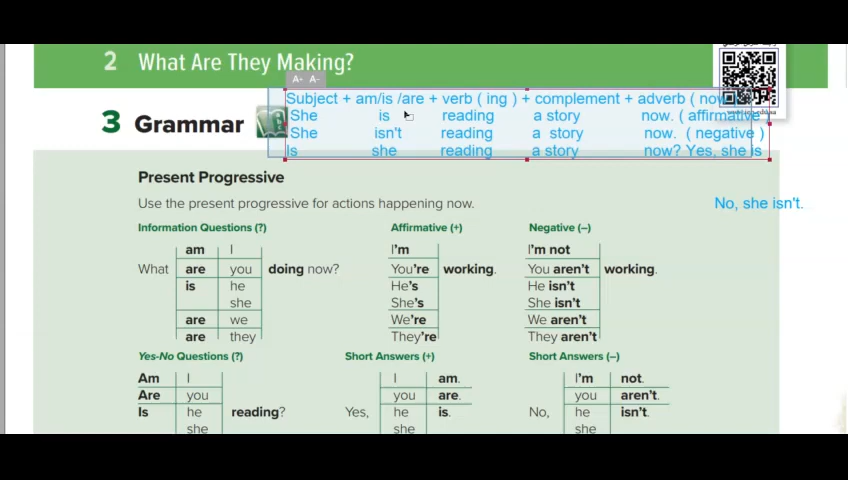 2 What Are They Making?
A+ A-
Subject + am/is /are + verb ( ing ) + complement + adverb ( now
She is reading a story now. ( affirmative )
3 Grammar
She isn't reading a story now. ( negative )
Is she reading a story now? Yes, she is
Present Progressive
Use the present progressive for actions happening now.
No, she isn't.
Information Questions (?) Affirmative (+) Negative (–)
am I I'm I'm not
What are you doing now? You're working. You aren't working.
is he He's He isn't
she She's She isn't
are we We're We aren't
are they They're They aren't
Yes-No Questions (?) Short Answers (+) Short Answers (–)
Am I I am. I'm not.
Are you you are. you aren't.
Is he reading? Yes, he is. No, he isn't.
she she she